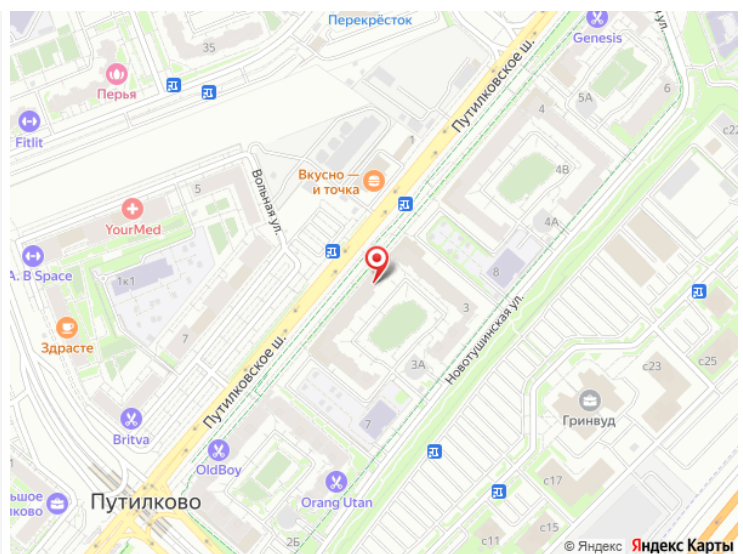 Перекрёсток
35
Genesis
ул.
Перья
5А
6
4
Путилковское ш.
Fitlit
1
с22
Вкусно —
и точка
4В
Вольная ул.
5
YourMed
4А
A. B Space
8
1к1
3
Новотушинская ул.
7
Здрасте
3А
с23
с25
Путилковское ш.
Гринвуд
7
Britva
OldBoy
Orang Utan
с17
Путилково
2Б
с11
с15
© Яндекс Яндекс Карты